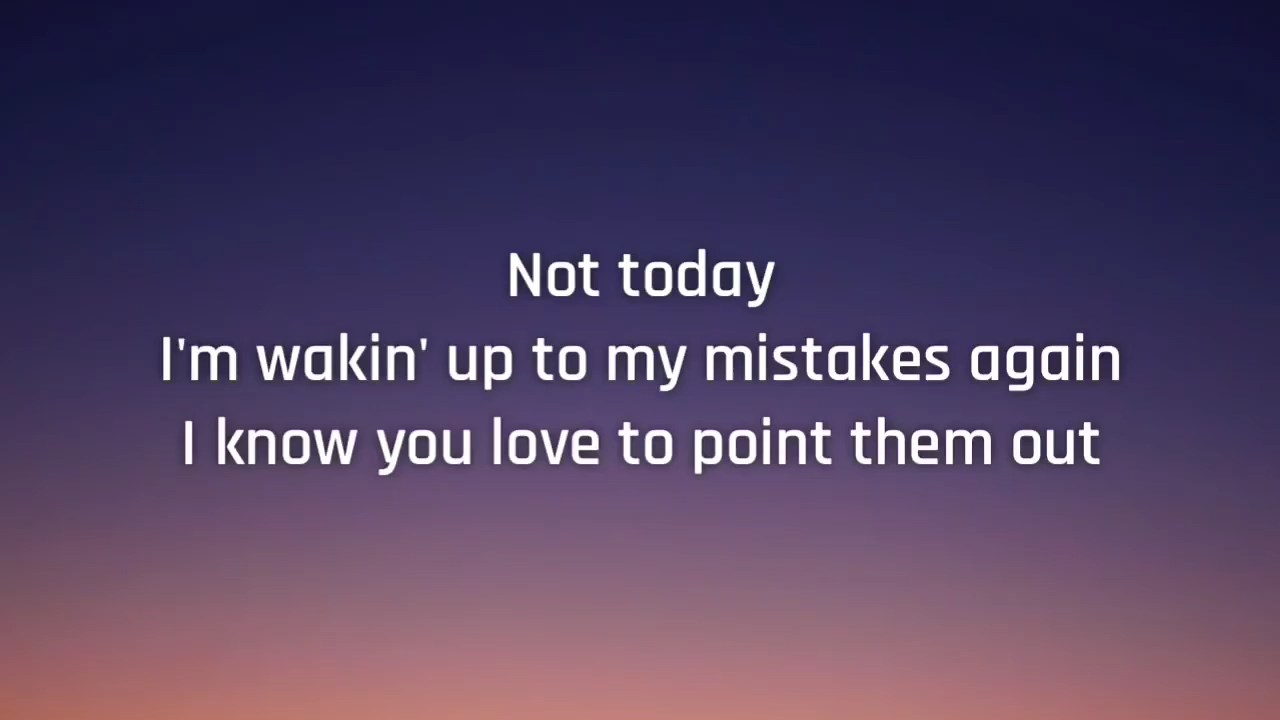 Not today
I'm wakin' up to my mistakes again
I know you love to point them out